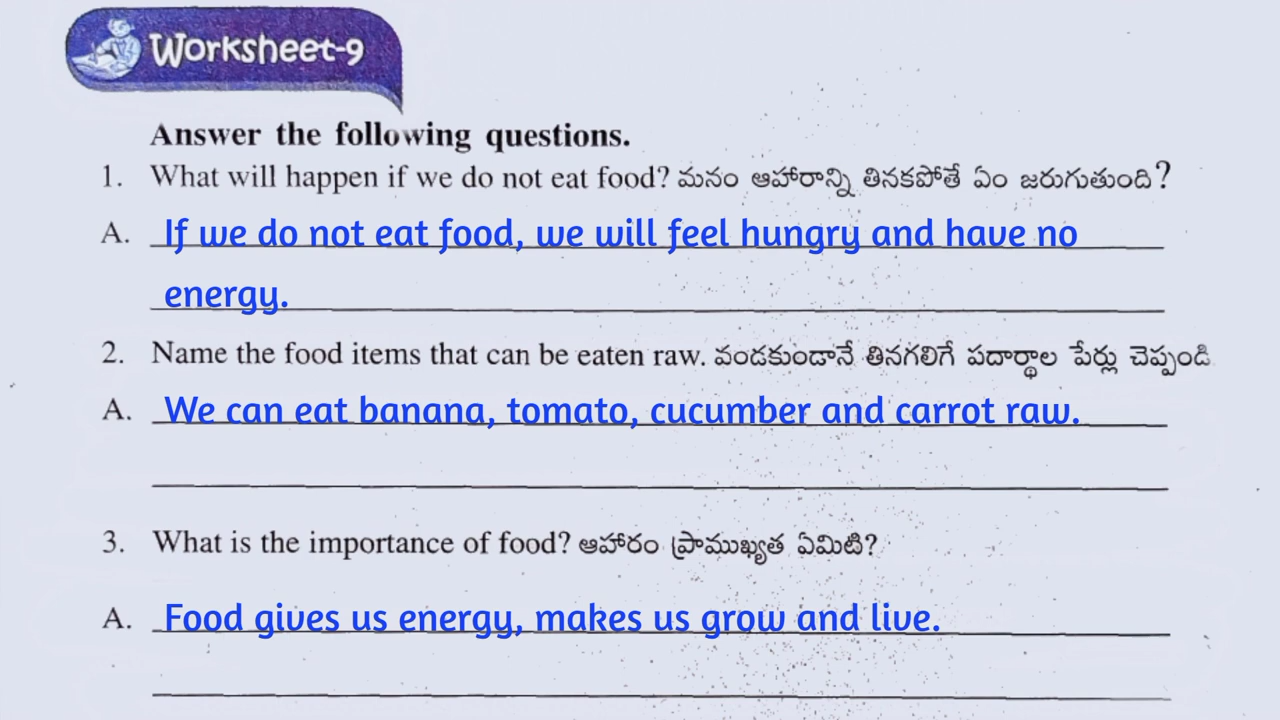 Worksheet-9
Answer the following questions.
1. What will happen if we do not eat food? మనం ఆహారాన్ని తినకపోతే ఏం జరుగుతుంది?
A. If we do not eat food, we will feel hungry and have no
energy.
2. Name the food items that can be eaten raw. వండకుండానే తినగలిగే పదార్థాల పేర్లు చెప్పండి
A. We can eat banana, tomato, cucumber and carrot raw.
3. What is the importance of food? ఆహారం ప్రాముఖ్యత ఏమిటి?
A. Food gives us energy, makes us grow and live.